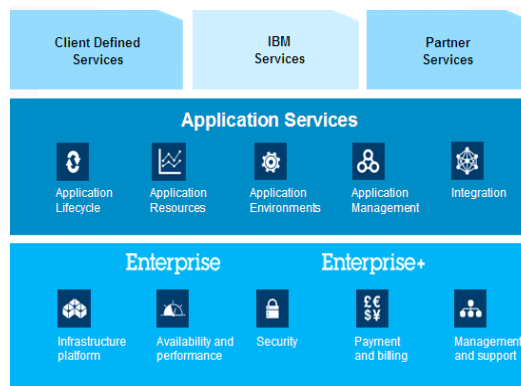 Client Defined
Services
IBM
Services
Partner
Services
Application Services
Application
Lifecycle
Application
Resources
Application
Environments
Application
Management
Integration
Enterprise
Enterprise+
£€
$¥
Infrastructure
platform
Availability and
performance
Security
Payment
and billing
Management
and support